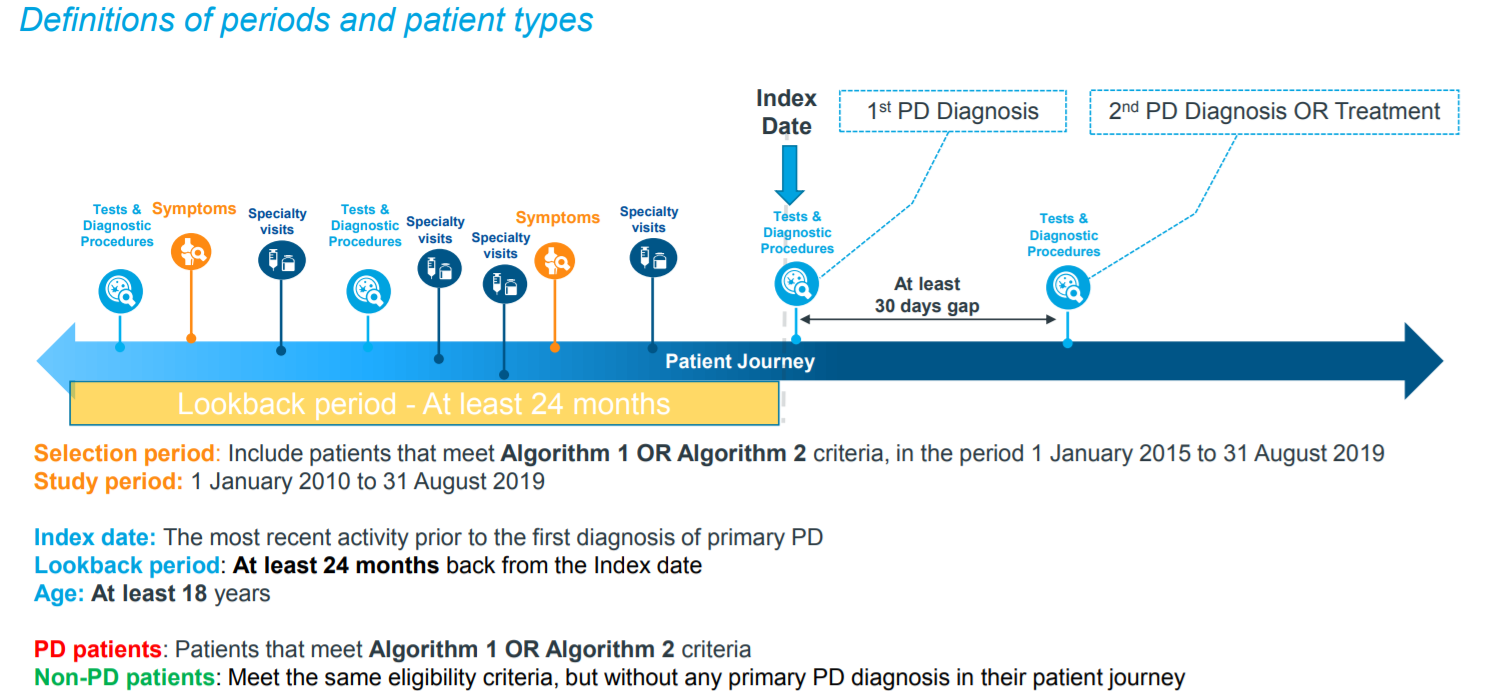 Definitions of periods and patient types
Index
Date
1st PD Diagnosis
2nd PD Diagnosis OR Treatment
Tests &
Diagnostic
Procedures
Symptoms
Specialty
visits
Tests &
Diagnostic
Procedures
Specialty
visits
Specialty
visits
Symptoms
Specialty
visits
Tests &
Diagnostic
Procedures
Tests &
Diagnostic
Procedures
At least
30 days gap
Patient Journey
Lookback period - At least 24 months
Selection period: Include patients that meet Algorithm 1 OR Algorithm 2 criteria, in the period 1 January 2015 to 31 August 2019
Study period: 1 January 2010 to 31 August 2019
Index date: The most recent activity prior to the first diagnosis of primary PD
Lookback period: At least 24 months back from the Index date
Age: At least 18 years
PD patients: Patients that meet Algorithm 1 OR Algorithm 2 criteria
Non-PD patients: Meet the same eligibility criteria, but without any primary PD diagnosis in their patient journey